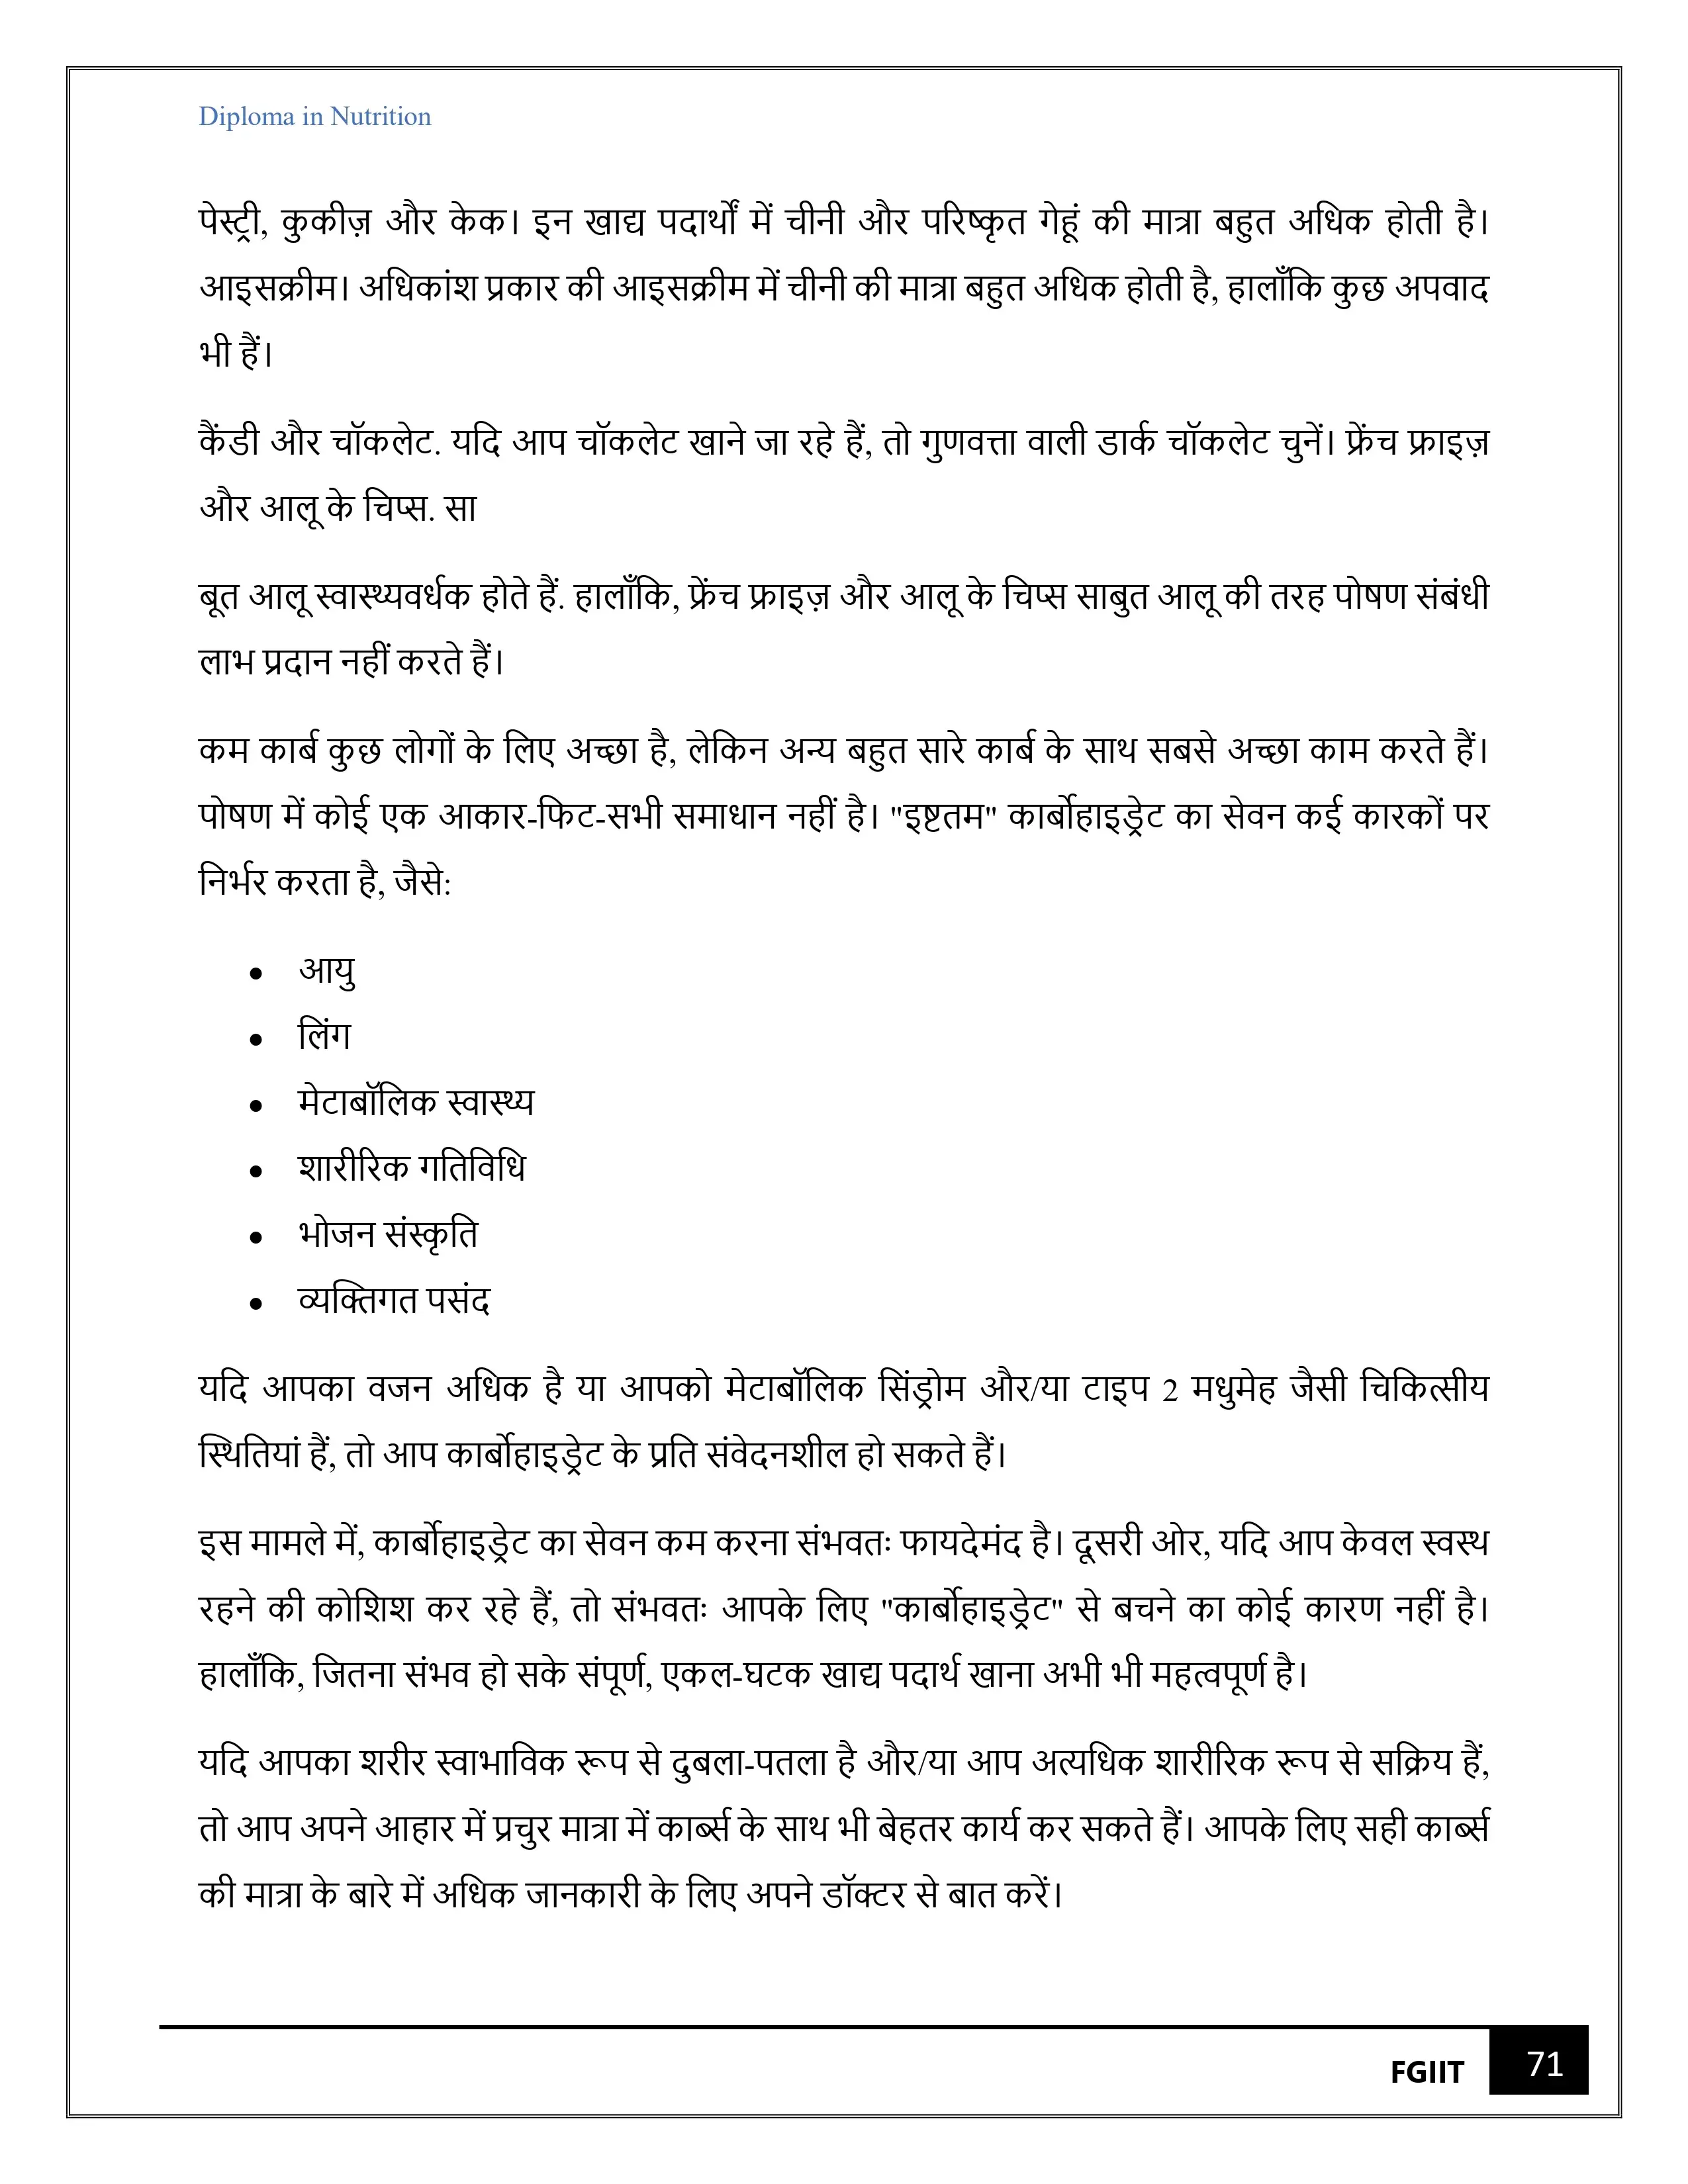 Diploma in Nutrition
पेस्ट्री, कुकीज़ और केक। इन खाद्य पदार्थों में चीनी और परिष्कृत गेहूं की मात्रा बहुत अधिक होती है।
आइसक्रीम। अधिकांश प्रकार की आइसक्रीम में चीनी की मात्रा बहुत अधिक होती है, हालाँकि कुछ अपवाद
भी हैं।
कैंडी और चॉकलेट. यदि आप चॉकलेट खाने जा रहे हैं, तो गुणवत्ता वाली डार्क चॉकलेट चुनें। फ्रेंच फ्राइज़
और आलू के चिप्स. सा
बूत आलू स्वास्थ्यवर्धक होते हैं. हालाँकि, फ्रेंच फ्राइज़ और आलू के चिप्स साबुत आलू की तरह पोषण संबंधी
लाभ प्रदान नहीं करते हैं।
कम कार्ब कुछ लोगों के लिए अच्छा है, लेकिन अन्य बहुत सारे कार्ब के साथ सबसे अच्छा काम करते हैं।
पोषण में कोई एक आकार-फिट-सभी समाधान नहीं है। "इष्टतम" कार्बोहाइड्रेट का सेवन कई कारकों पर
निर्भर करता है, जैसे:
• आयु
• लिंग
• मेटाबॉलिक स्वास्थ्य
• शारीरिक गतिविधि
• भोजन संस्कृति
• व्यक्तिगत पसंद
यदि आपका वजन अधिक है या आपको मेटाबॉलिक सिंड्रोम और/या टाइप 2 मधुमेह जैसी चिकित्सीय
स्थितियां हैं, तो आप कार्बोहाइड्रेट के प्रति संवेदनशील हो सकते हैं।
इस मामले में, कार्बोहाइड्रेट का सेवन कम करना संभवतः फायदेमंद है। दूसरी ओर, यदि आप केवल स्वस्थ
रहने की कोशिश कर रहे हैं, तो संभवतः आपके लिए "कार्बोहाइड्रेट" से बचने का कोई कारण नहीं है।
हालाँकि, जितना संभव हो सके संपूर्ण, एकल-घटक खाद्य पदार्थ खाना अभी भी महत्वपूर्ण है।
यदि आपका शरीर स्वाभाविक रूप से दुबला-पतला है और/या आप अत्यधिक शारीरिक रूप से सक्रिय हैं,
तो आप अपने आहार में प्रचुर मात्रा में कार्ब्स के साथ भी बेहतर कार्य कर सकते हैं। आपके लिए सही कार्ब्स
की मात्रा के बारे में अधिक जानकारी के लिए अपने डॉक्टर से बात करें।
FGIIT 71